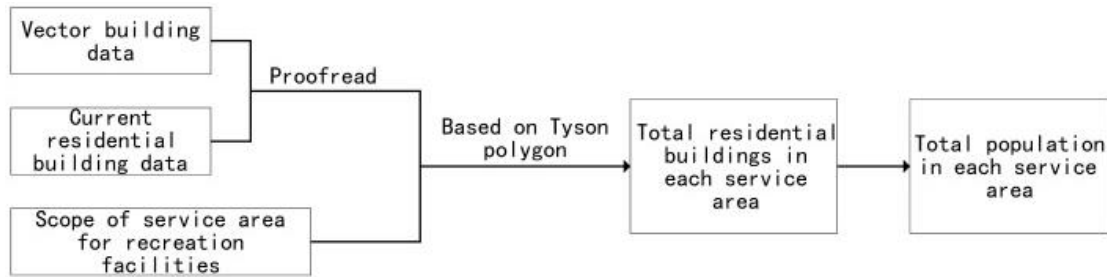 Vector building
data
Proofread
Current
residential
building data
Scope of service area
for recreation
facilities
Based on Tyson
polygon
Total residential
buildings in
each service
area
Total population
in each service
area